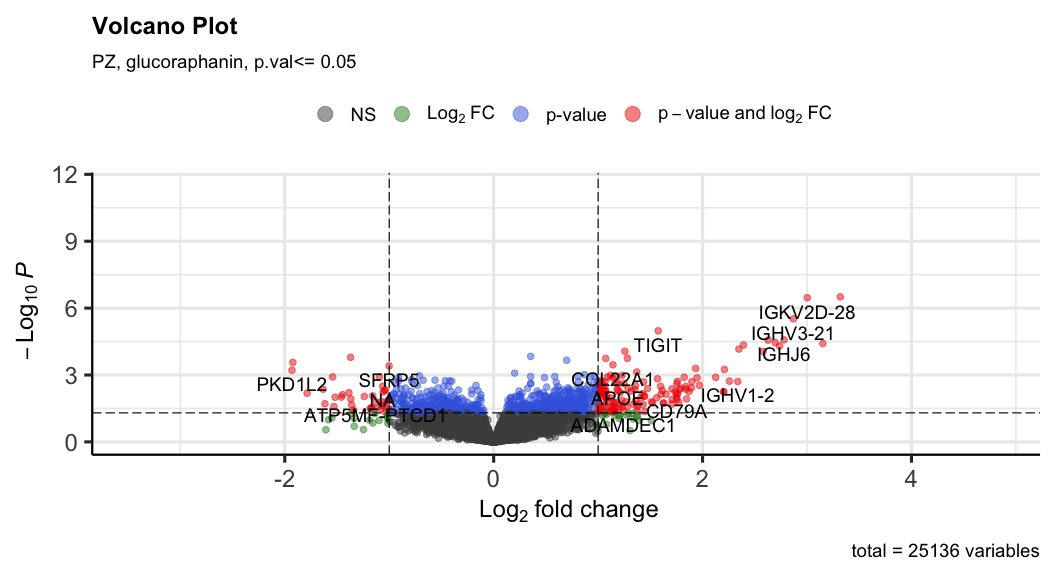 Volcano Plot
PZ, glucoraphanin, p.val<= 0.05
NS Log₂ FC p-value p – value and log₂ FC
12
9
6
3
0
– Log₁₀ P
IGKV2D-28
IGHV3-21
TIGIT
IGHJ6
COL22A1
SFRP5
PKD1L2
IGHV1-2
APOE
NA
CD79A
ATP5MF-PTCD1
ADAMDEC1
-2 0 2 4
Log₂ fold change
total = 25136 variables